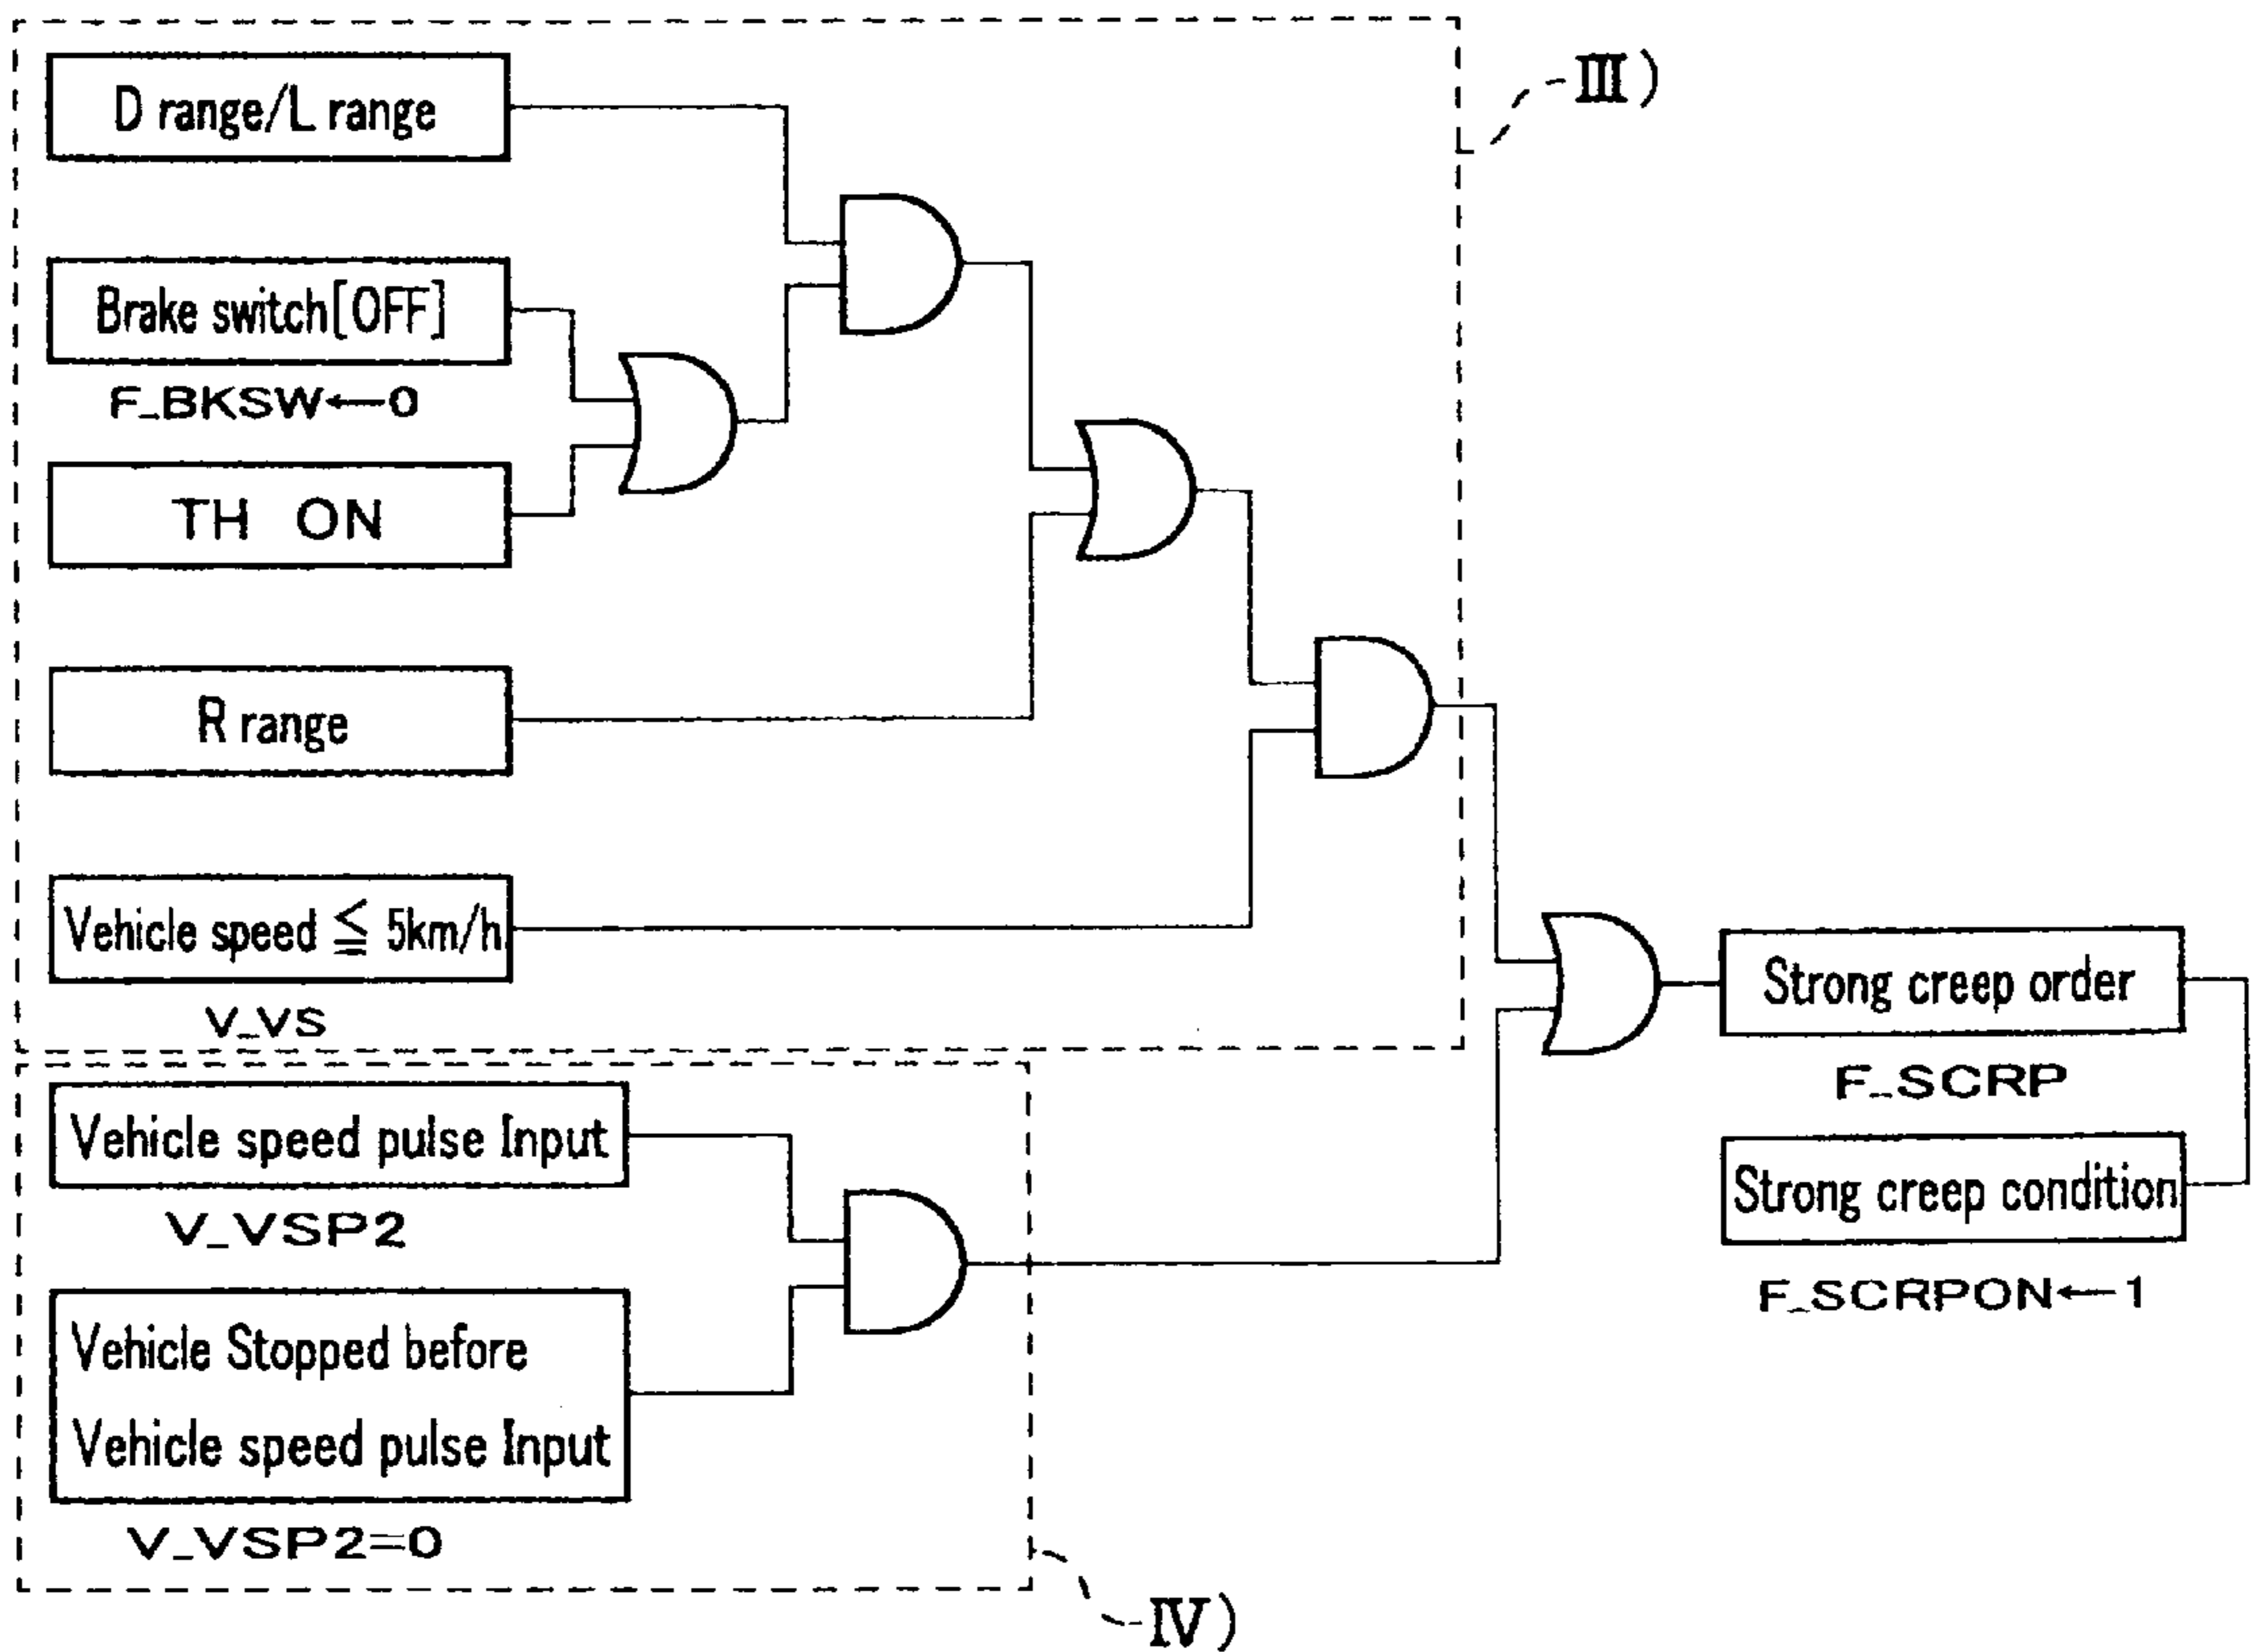 III)
D range/L range
Brake switch[OFF]
F_BKSW←0
TH ON
R range
Vehicle speed ≦ 5km/h
V_VS
Strong creep order
F_SCRP
Strong creep condition
F_SCRPON←1
Vehicle speed pulse Input
V_VSP2
Vehicle Stopped before
Vehicle speed pulse Input
V_VSP2=0
IV)